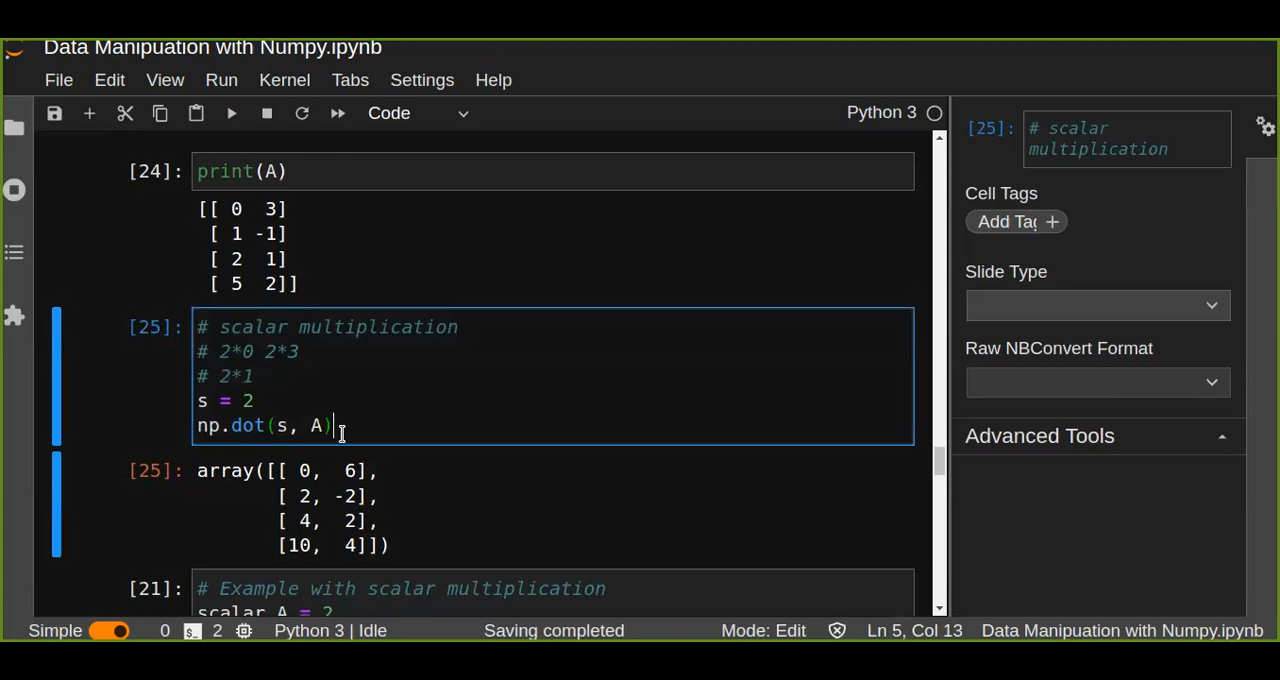 Data Manipuation with Numpy.ipynb
File Edit View Run Kernel Tabs Settings Help
Code Python 3
[24]: print(A)
[[ 0 3]
[ 1 -1]
[ 2 1]
[ 5 2]]
[25]: # scalar multiplication
# 2*0 2*3
# 2*1
s = 2
np.dot(s, A)
[25]: array([[ 0, 6],
[ 2, -2],
[ 4, 2],
[10, 4]])
[21]: # Example with scalar multiplication
scalar_A = 2
[25]: # scalar
multiplication
Cell Tags
Add Tag +
Slide Type
Raw NBConvert Format
Advanced Tools
Simple 0 $_ 2 Python 3 | Idle Saving completed Mode: Edit Ln 5, Col 13 Data Manipuation with Numpy.ipynb